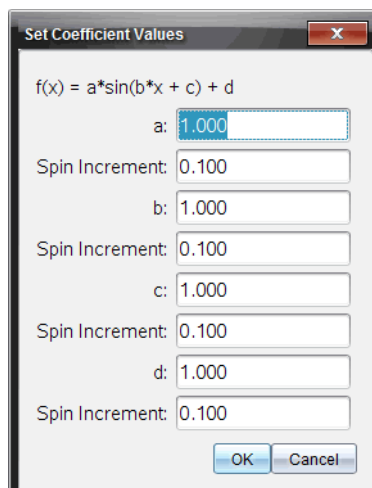 Set Coefficient Values
f(x) = a*sin(b*x + c) + d
a: 1.000
Spin Increment: 0.100
b: 1.000
Spin Increment: 0.100
c: 1.000
Spin Increment: 0.100
d: 1.000
Spin Increment: 0.100
OK Cancel